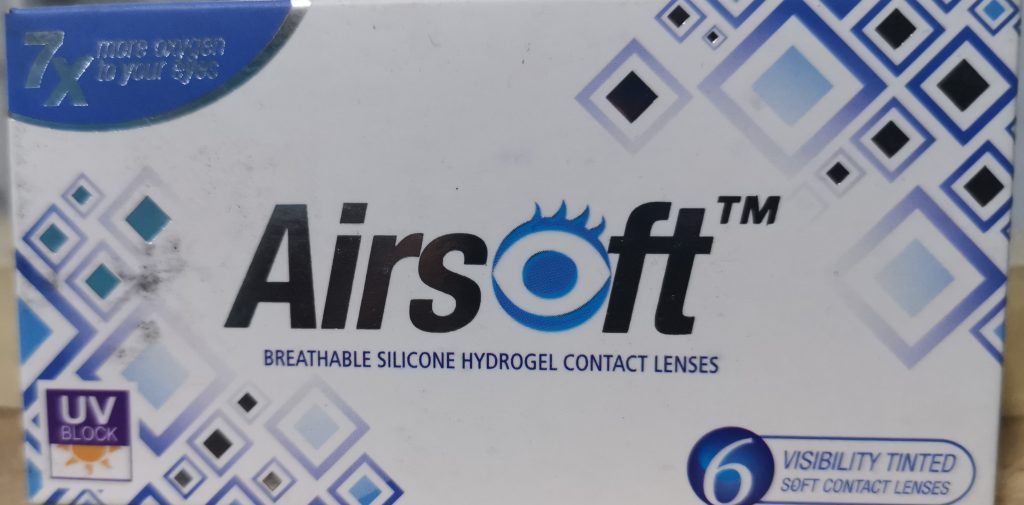 7x more oxygen
to your eyes
Airsoft™
BREATHABLE SILICONE HYDROGEL CONTACT LENSES
UV
BLOCK
6 VISIBILITY TINTED
SOFT CONTACT LENSES